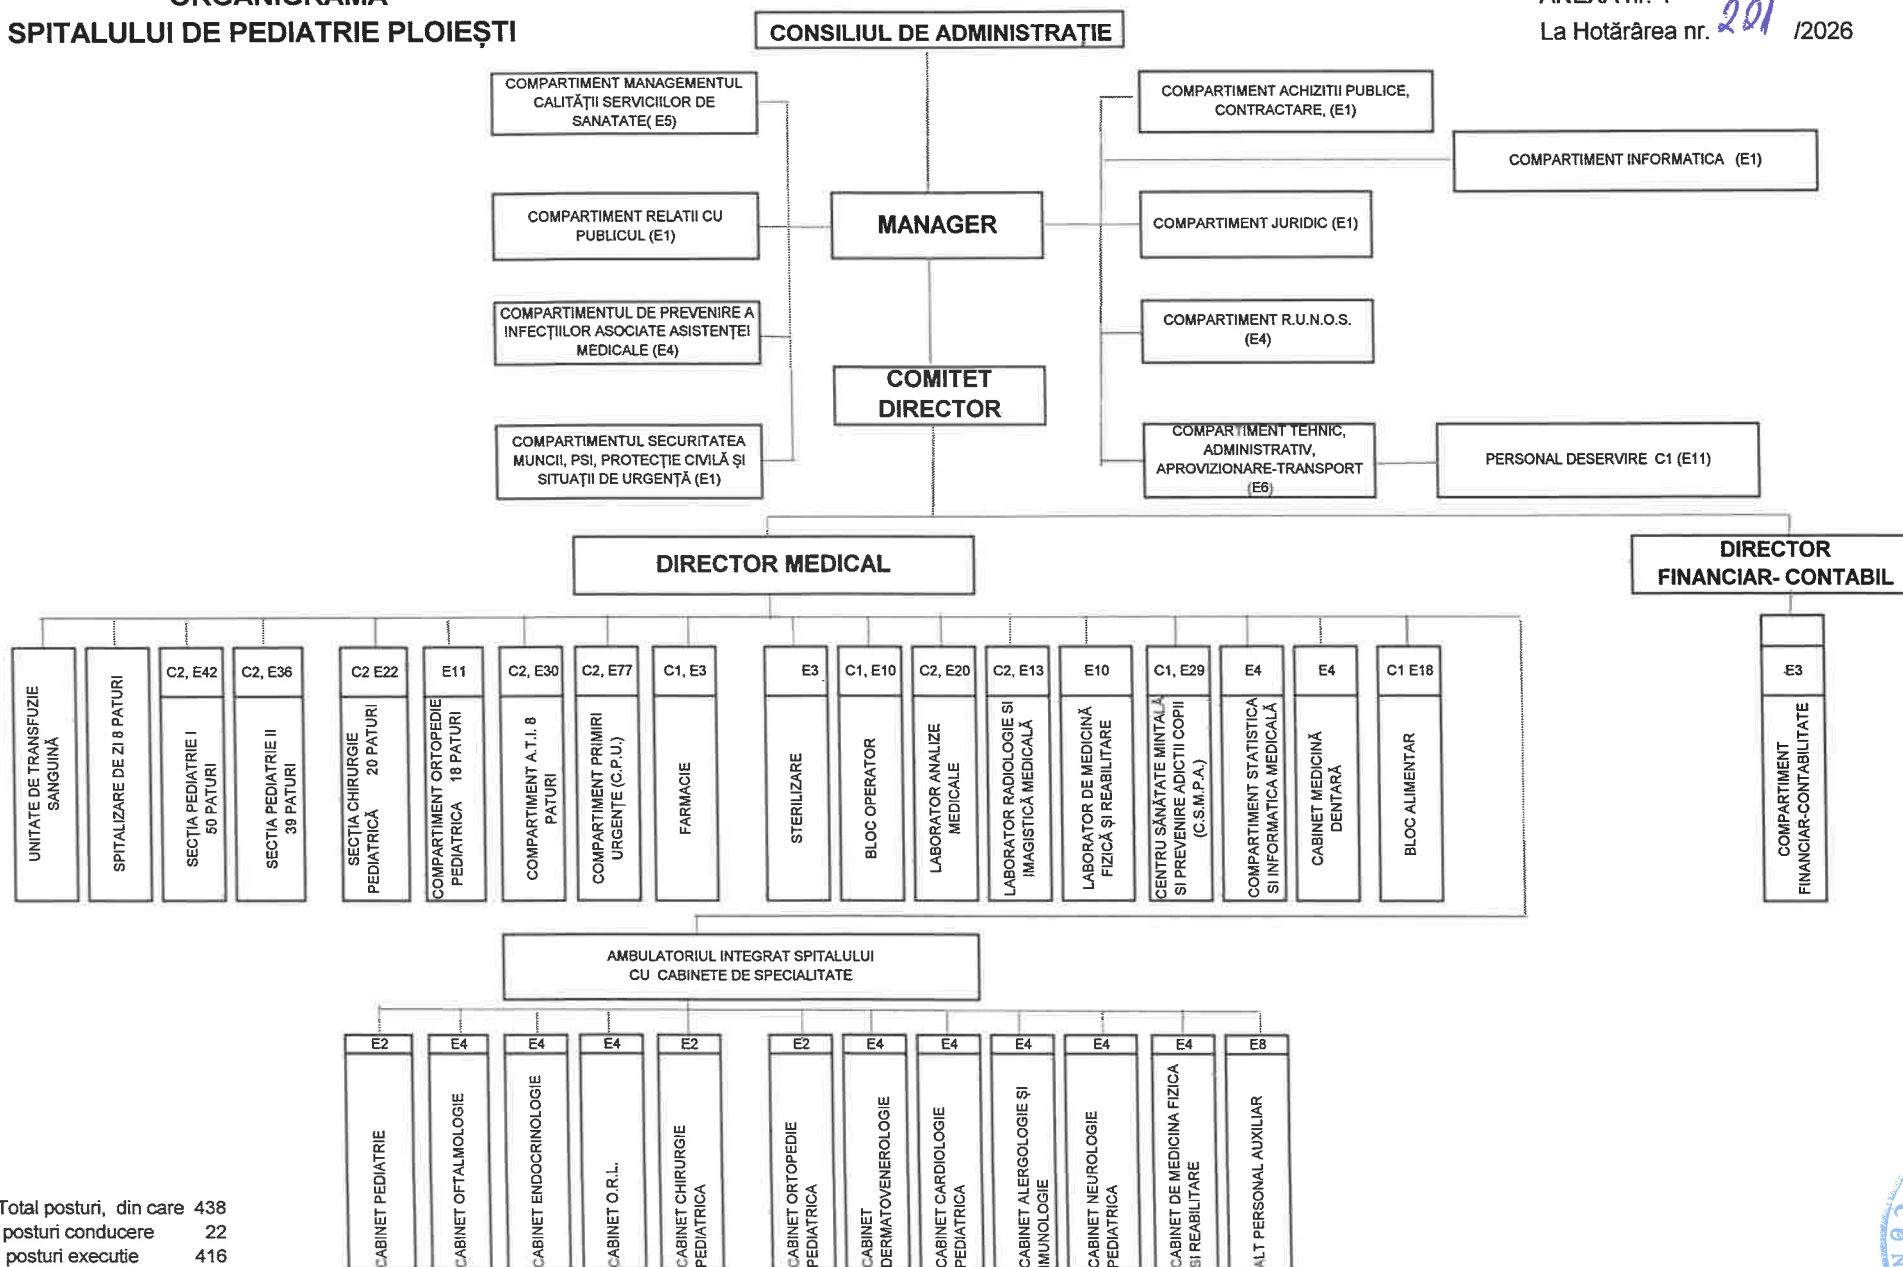 ORGANIGRAMA
SPITALULUI DE PEDIATRIE PLOIEȘTI
La Hotărârea nr. 201 /2026
CONSILIUL DE ADMINISTRAȚIE
COMPARTIMENT MANAGEMENTUL
CALITĂȚII SERVICIILOR DE
SANATATE( E5)
COMPARTIMENT ACHIZITII PUBLICE,
CONTRACTARE, (E1)
COMPARTIMENT INFORMATICA (E1)
COMPARTIMENT RELATII CU
PUBLICUL (E1)
MANAGER
COMPARTIMENT JURIDIC (E1)
COMPARTIMENTUL DE PREVENIRE A
INFECȚIILOR ASOCIATE ASISTENȚEI
MEDICALE (E4)
COMPARTIMENT R.U.N.O.S.
(E4)
COMITET
DIRECTOR
COMPARTIMENTUL SECURITATEA
MUNCII, PSI, PROTECȚIE CIVILĂ ȘI
SITUAȚII DE URGENȚĂ (E1)
COMPARTIMENT TEHNIC,
ADMINISTRATIV,
APROVIZIONARE-TRANSPORT
(E6)
PERSONAL DESERVIRE C1 (E11)
DIRECTOR MEDICAL
DIRECTOR
FINANCIAR- CONTABIL
UNITATE DE TRANSFUZIE
SANGUINĂ
SPITALIZARE DE ZI 8 PATURI
C2, E42
SECȚIA PEDIATRIE I
50 PATURI
C2, E36
SECTIA PEDIATRIE II
39 PATURI
C2 E22
SECȚIA CHIRURGIE
PEDIATRICĂ 20 PATURI
E11
COMPARTIMENT ORTOPEDIE
PEDIATRICA 18 PATURI
C2, E30
COMPARTIMENT A.T.I. 8
PATURI
C2, E77
COMPARTIMENT PRIMIRI
URGENȚE (C.P.U.)
C1, E3
FARMACIE
E3
STERILIZARE
C1, E10
BLOC OPERATOR
C2, E20
LABORATOR ANALIZE
MEDICALE
C2, E13
LABORATOR RADIOLOGIE SI
IMAGISTICĂ MEDICALĂ
E10
LABORATOR DE MEDICINĂ
FIZICĂ ȘI REABILITARE
C1, E29
CENTRU SĂNĂTATE MINTALĂ
SI PREVENIRE ADICTII COPII
(C.S.M.P.A.)
E4
COMPARTIMENT STATISTICA
SI INFORMATICA MEDICALĂ
E4
CABINET MEDICINĂ
DENTARĂ
C1 E18
BLOC ALIMENTAR
E3
COMPARTIMENT
FINANCIAR-CONTABILITATE
AMBULATORIUL INTEGRAT SPITALULUI
CU CABINETE DE SPECIALITATE
E2
CABINET PEDIATRIE
E4
CABINET OFTALMOLOGIE
E4
CABINET ENDOCRINOLOGIE
E4
CABINET O.R.L.
E2
CABINET CHIRURGIE
PEDIATRICA
E2
CABINET ORTOPEDIE
PEDIATRICA
E4
CABINET
DERMATOVENEROLOGIE
E4
CABINET CARDIOLOGIE
PEDIATRICA
E4
CABINET ALERGOLOGIE ȘI
IMUNOLOGIE
E4
CABINET NEUROLOGIE
PEDIATRICA
E4
CABINET DE MEDICINA FIZICA
SI REABILITARE
E8
ALT PERSONAL AUXILIAR
Total posturi, din care 438
posturi conducere 22
posturi executie 416